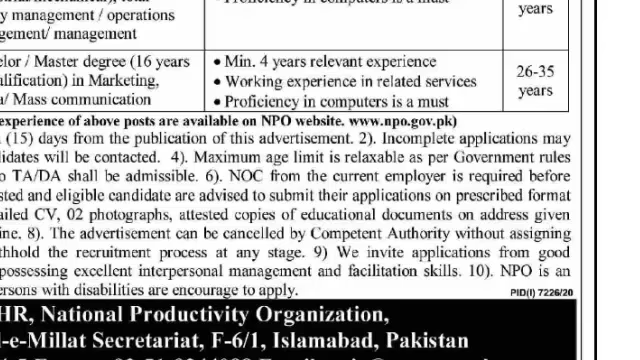 y management / operations
gement/ management
• Proficiency in computers is a must
years
elor / Master degree (16 years
alification) in Marketing,
a/ Mass communication
• Min. 4 years relevant experience
• Working experience in related services
• Proficiency in computers is a must
26-35
years
experience of above posts are available on NPO website. www.npo.gov.pk)
(15) days from the publication of this advertisement. 2). Incomplete applications may
didates will be contacted. 4). Maximum age limit is relaxable as per Government rules
o TA/DA shall be admissible. 6). NOC from the current employer is required before
sted and eligible candidate are advised to submit their applications on prescribed format
ailed CV, 02 photographs, attested copies of educational documents on address given
ine. 8). The advertisement can be cancelled by Competent Authority without assigning
thhold the recruitment process at any stage. 9) We invite applications from good
possessing excellent interpersonal management and facilitation skills. 10). NPO is an
ersons with disabilities are encourage to apply.
PID(I) 7226/20
HR, National Productivity Organization,
d-e-Millat Secretariat, F-6/1, Islamabad, Pakistan